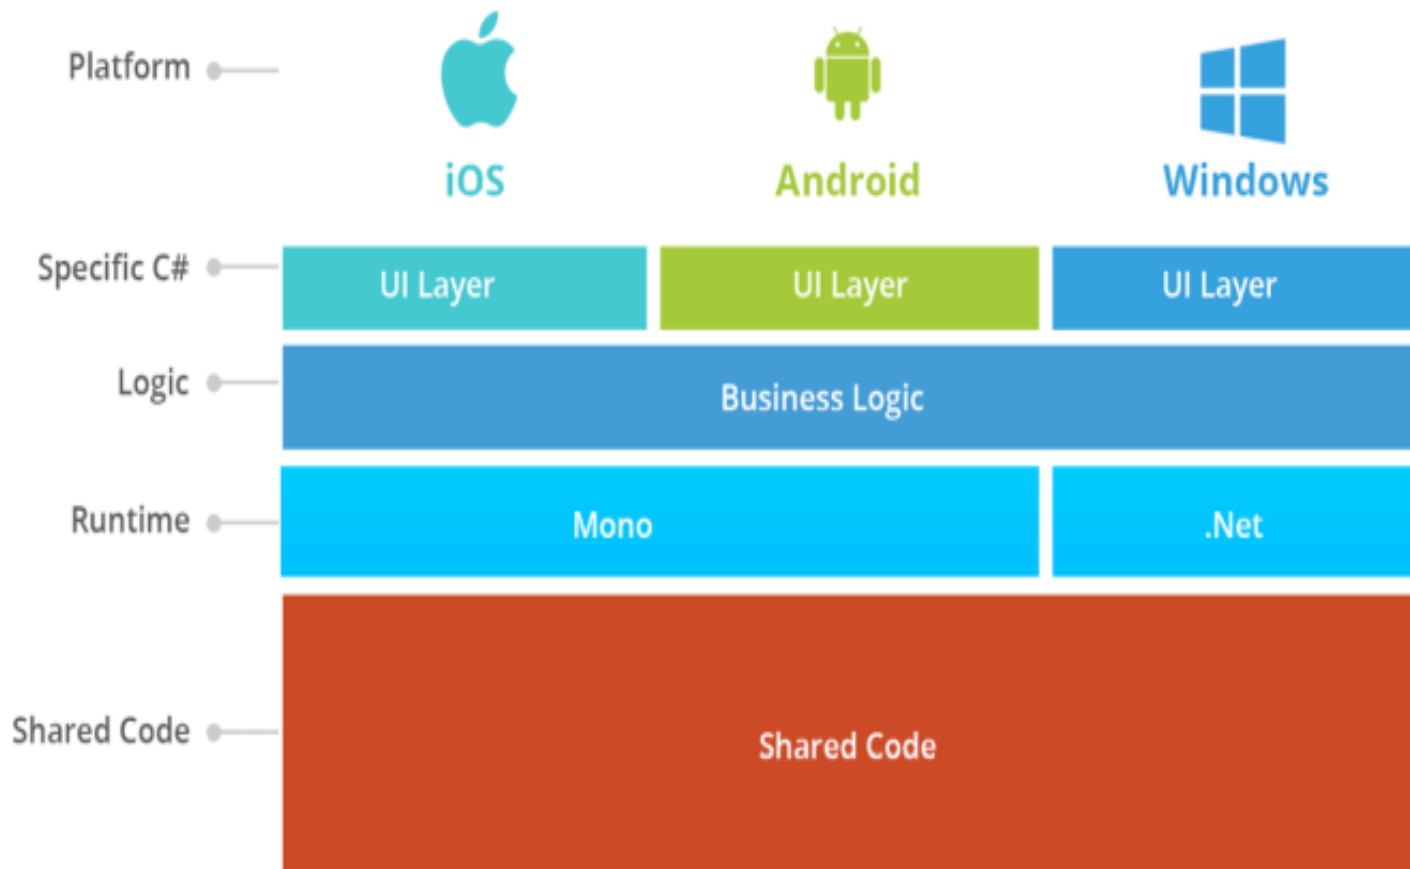 Platform
iOS
Android
Windows
Specific C#
UI Layer
UI Layer
UI Layer
Logic
Business Logic
Runtime
Mono
.Net
Shared Code
Shared Code